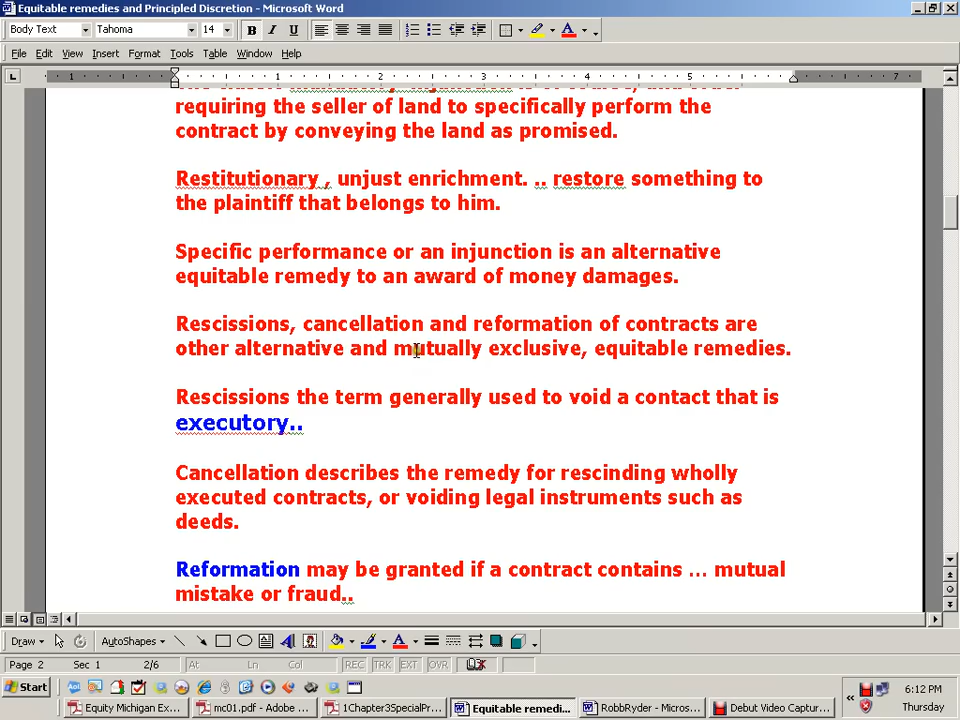 Equitable remedies and Principled Discretion - Microsoft Word
Body Text Tahoma 14 B I U A
File Edit View Insert Format Tools Table Window Help
1 1 2 3 4 5 7
requiring the seller of land to specifically perform the
contract by conveying the land as promised.
Restitutionary , unjust enrichment. .. restore something to
the plaintiff that belongs to him.
Specific performance or an injunction is an alternative
equitable remedy to an award of money damages.
Rescissions, cancellation and reformation of contracts are
other alternative and mutually exclusive, equitable remedies.
Rescissions the term generally used to void a contact that is
executory..
Cancellation describes the remedy for rescinding wholly
executed contracts, or voiding legal instruments such as
deeds.
Reformation may be granted if a contract contains ... mutual
mistake or fraud..
Draw AutoShapes A A
Page 2 Sec 1 2/6 At Ln Col REC TRK EXT OVR
Start 6:12 PM
Thursday
Equity Michigan Ex... mc01.pdf - Adobe ... 1Chapter3SpecialPr... Equitable remedi... RobbRyder - Micros... Debut Video Captur...